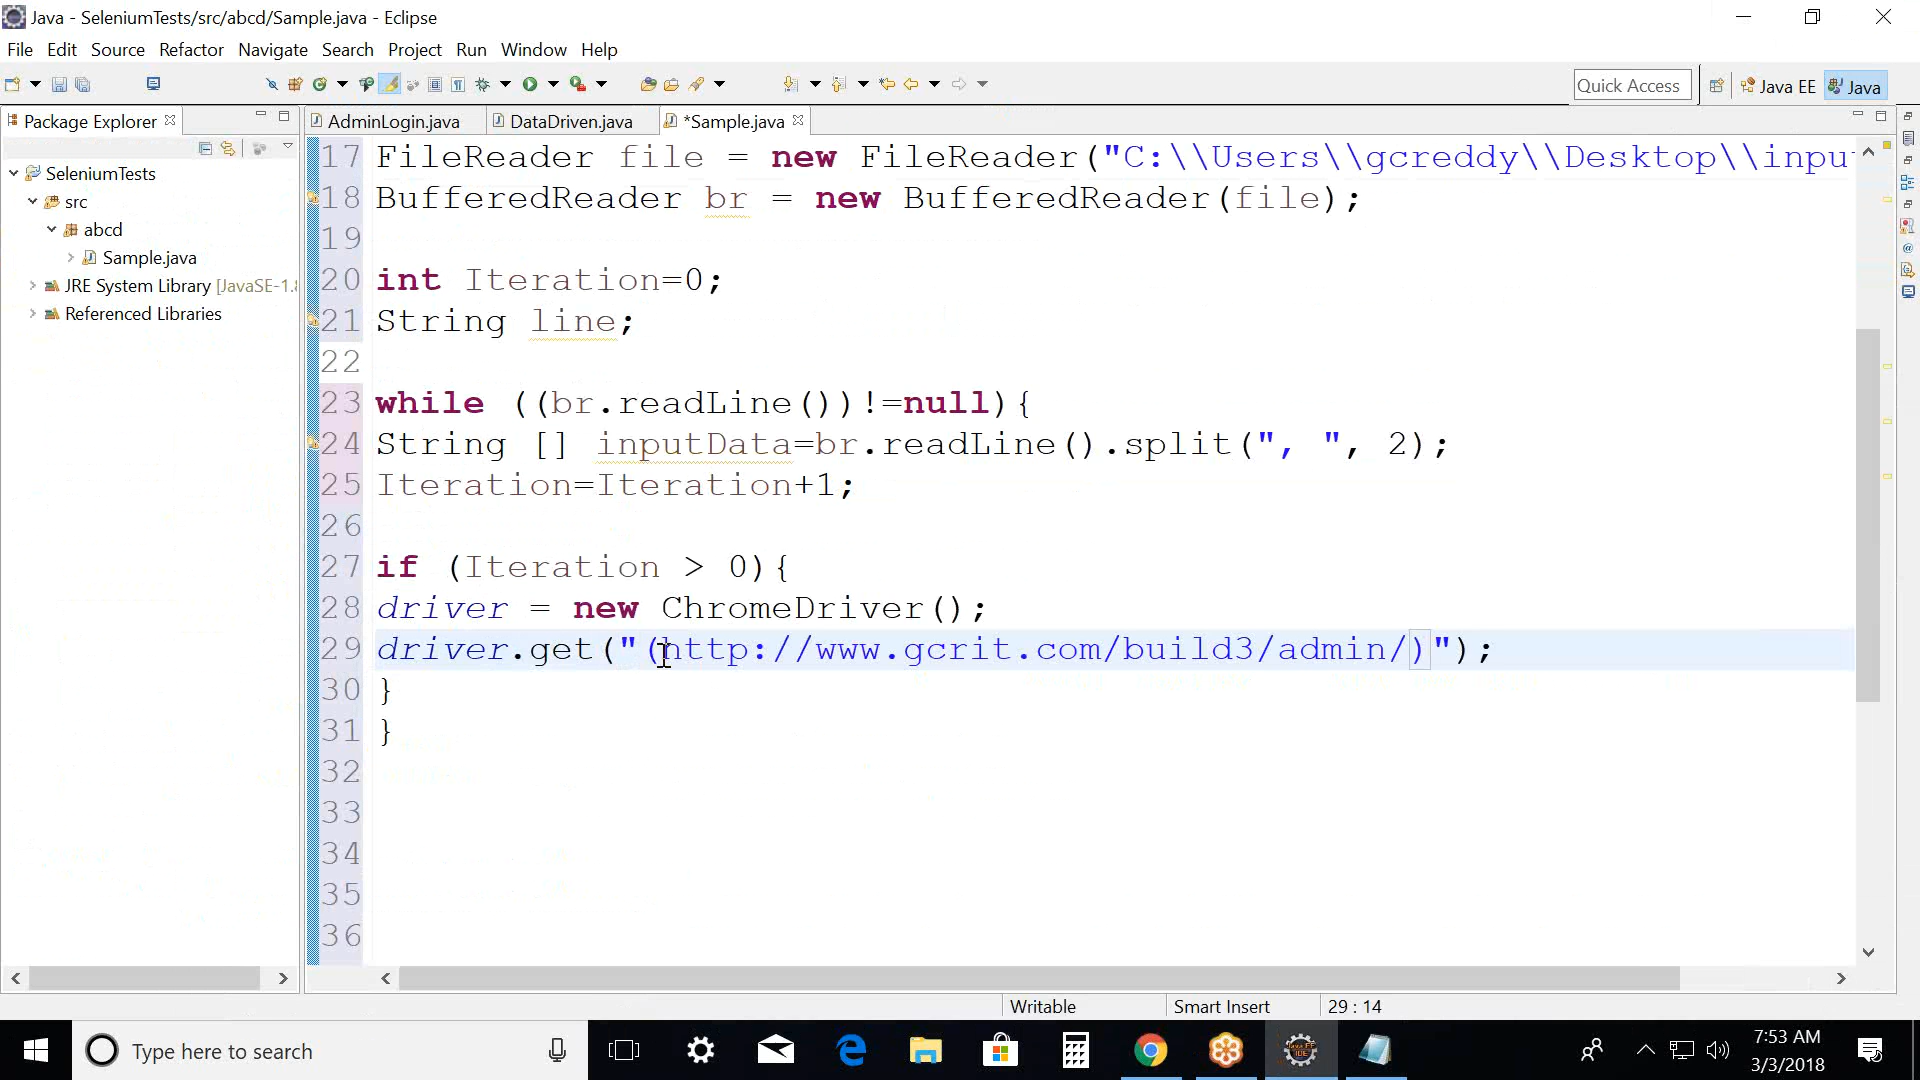 Java - SeleniumTests/src/abcd/Sample.java - Eclipse
File Edit Source Refactor Navigate Search Project Run Window Help
Quick Access Java EE Java
Package Explorer AdminLogin.java DataDriven.java *Sample.java
SeleniumTests
src
abcd
Sample.java
JRE System Library [JavaSE-1.8
Referenced Libraries
17 FileReader file = new FileReader("C:\\Users\\gcreddy\\Desktop\\inpu
18 BufferedReader br = new BufferedReader(file);
19
20 int Iteration=0;
21 String line;
22
23 while ((br.readLine())!=null){
24 String [] inputData=br.readLine().split(", ", 2);
25 Iteration=Iteration+1;
26
27 if (Iteration > 0){
28 driver = new ChromeDriver();
29 driver.get("(http://www.gcrit.com/build3/admin/)");
30 }
31 }
32
33
34
35
36
Writable Smart Insert 29 : 14
Type here to search
7:53 AM
3/3/2018